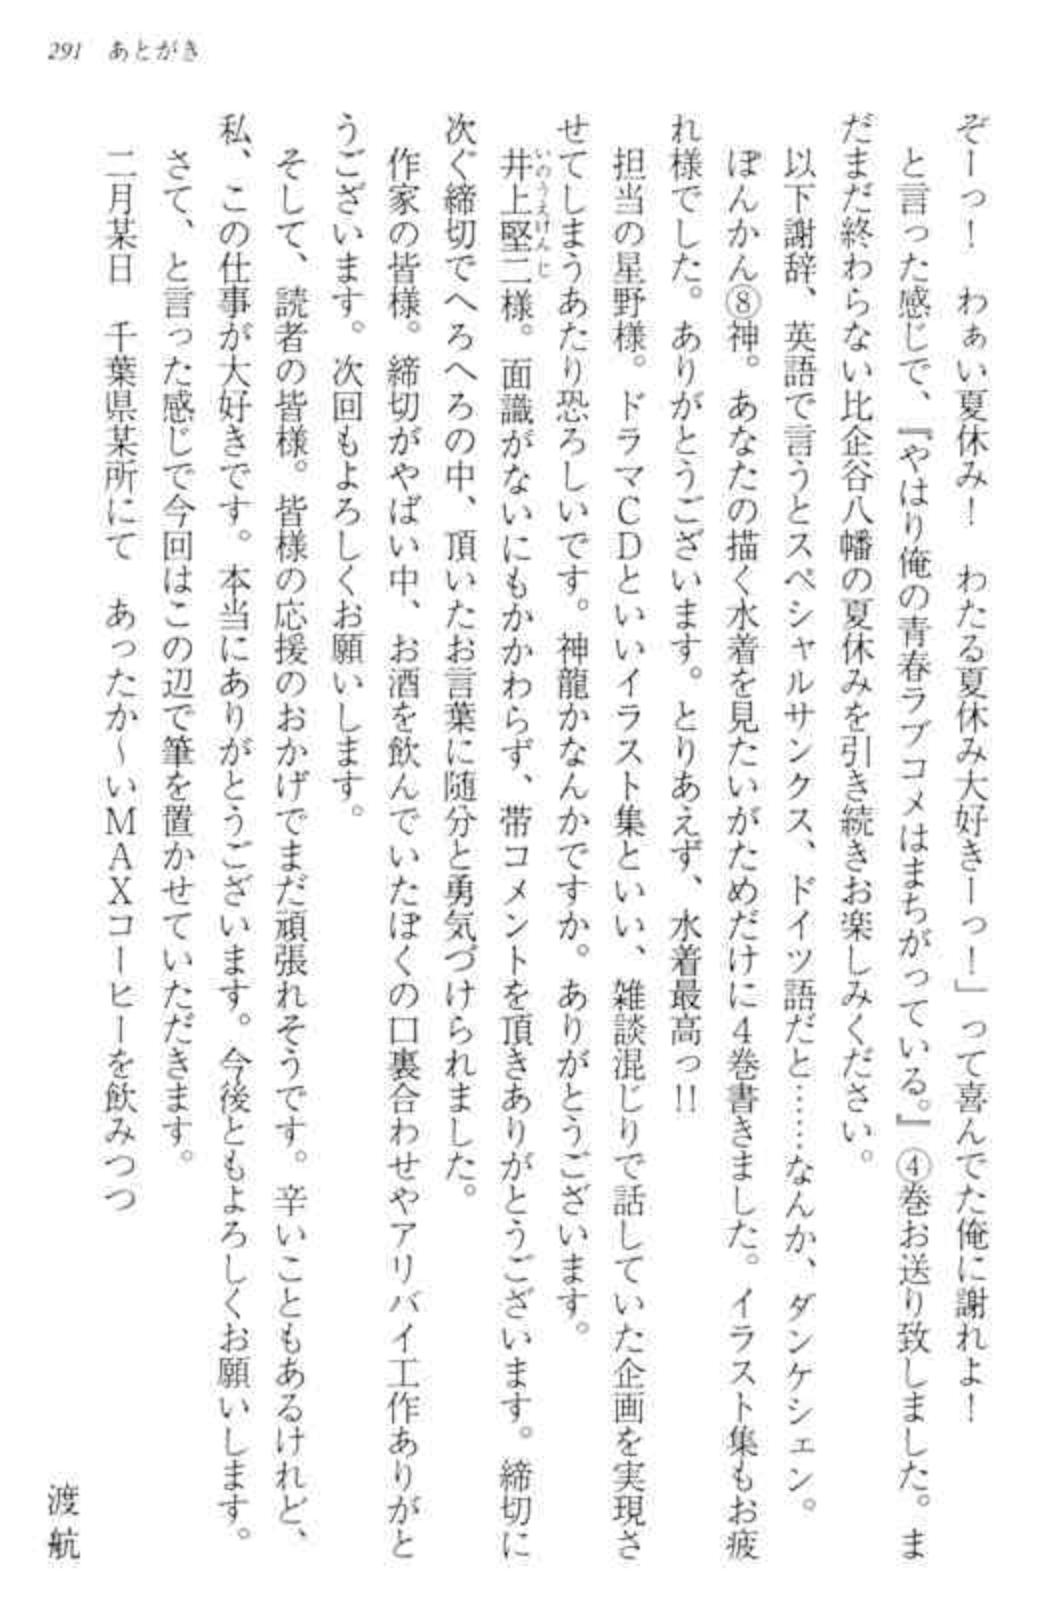 291　あとがき
ぞーっ！　わぁい夏休み！　わたる夏休み大好きーっ！」って喜んでた俺に謝れよ！
　と言った感じで、『やはり俺の青春ラブコメはまちがっている。』④巻お送り致しました。ま
だまだ終わらない比企谷八幡の夏休みを引き続きお楽しみください。
　以下謝辞、英語で言うとスペシャルサンクス、ドイツ語だと……なんか、ダンケシェン。
　ぽんかん⑧神。あなたの描く水着を見たいがためだけに４巻書きました。イラスト集もお疲
れ様でした。ありがとうございます。とりあえず、水着最高っ!!
　担当の星野様。ドラマＣＤといいイラスト集といい、雑談混じりで話していた企画を実現さ
せてしまうあたり恐ろしいです。神龍かなんかですか。ありがとうございます。
いのうえけんじ
　井上堅二様。面識がないにもかかわらず、帯コメントを頂きありがとうございます。締切に
次ぐ締切でへろへろの中、頂いたお言葉に随分と勇気づけられました。
　作家の皆様。締切がやばい中、お酒を飲んでいたぼくの口裏合わせやアリバイ工作ありがと
うございます。次回もよろしくお願いします。
　そして、読者の皆様。皆様の応援のおかげでまだ頑張れそうです。辛いこともあるけれど、
私、この仕事が大好きです。本当にありがとうございます。今後ともよろしくお願いします。
　さて、と言った感じで今回はこの辺で筆を置かせていただきます。
　二月某日　千葉県某所にて　あったか〜いＭＡＸコーヒーを飲みつつ
渡　航